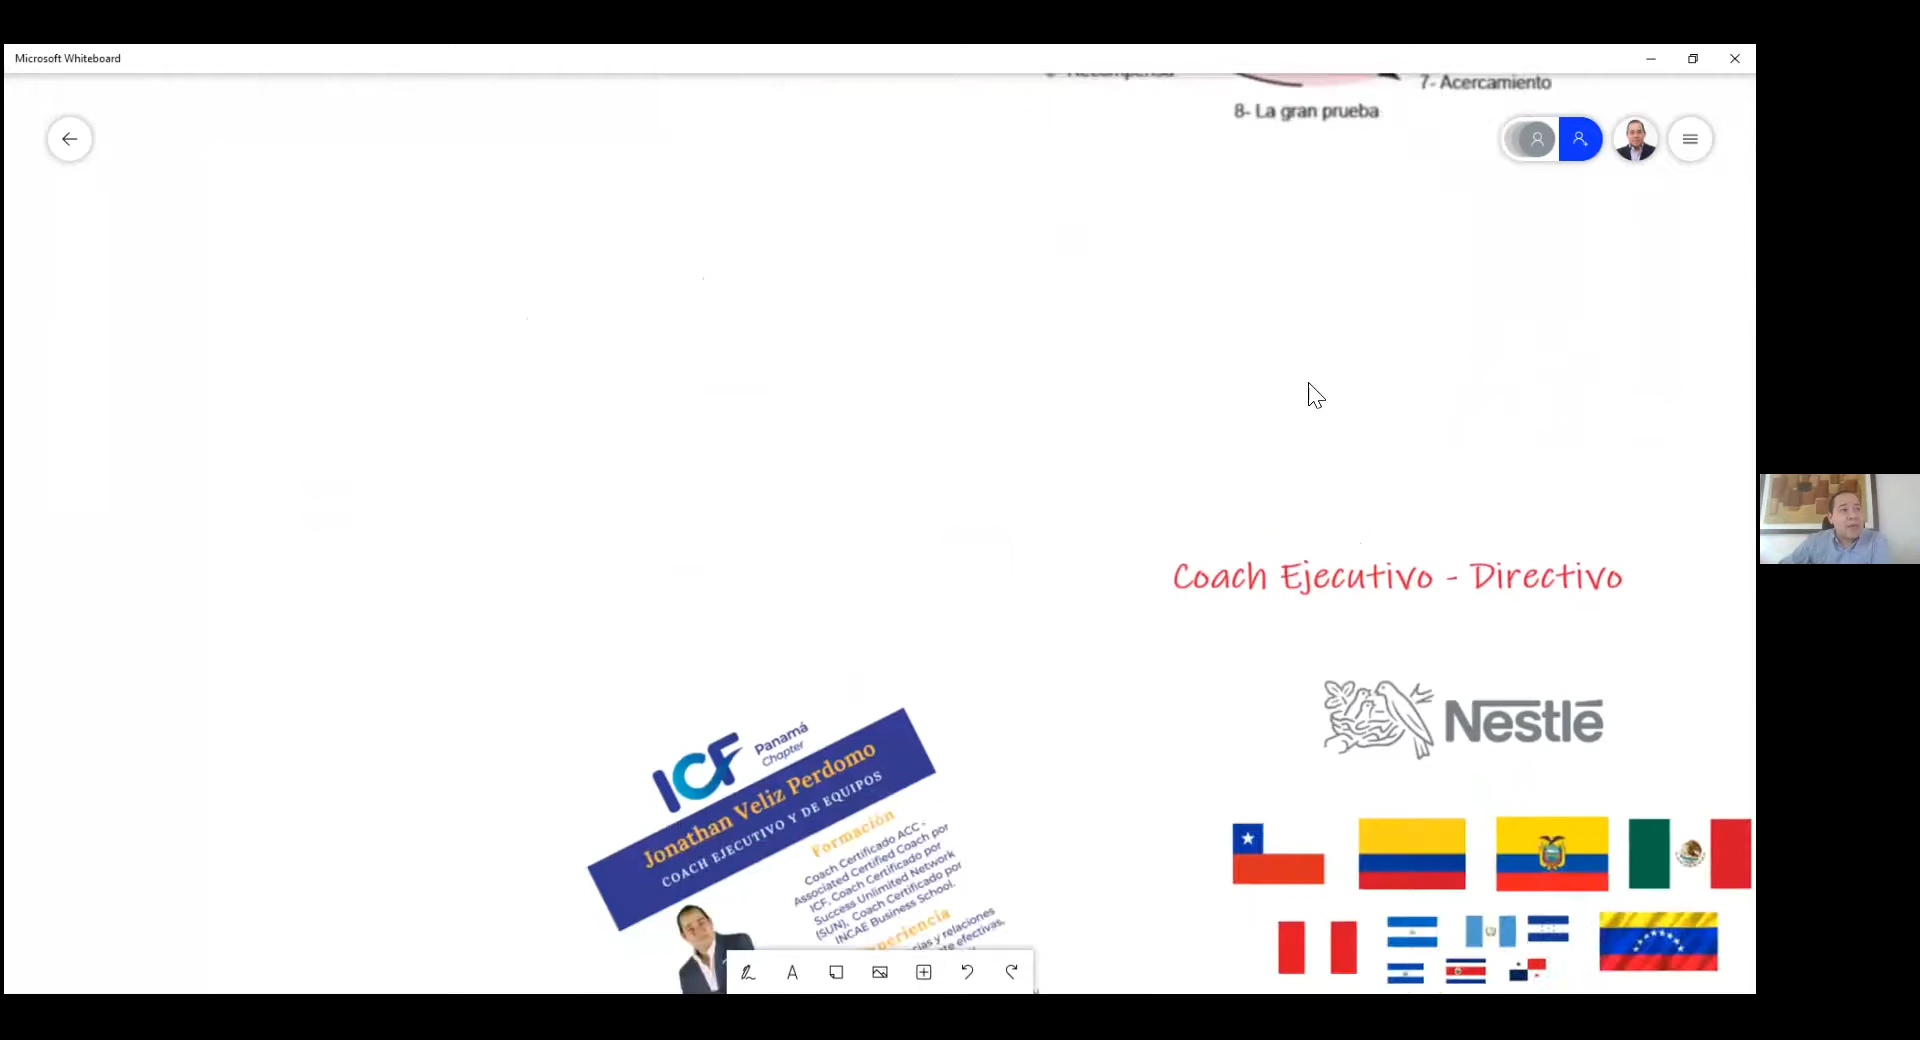 Microsoft Whiteboard
7- Acercamiento
8- La gran prueba
Coach Ejecutivo - Directivo
Nestlé
ICF Panamá
Chapter
Jonathan Veliz Perdomo
COACH EJECUTIVO Y DE EQUIPOS
Formación
Coach Certificado ACC -
Associated Certified Coach por
ICF, Coach Certificado por
Success Unlimited Network
(SUN), Coach Certificado por
INCAE Business School.
y relaciones
efectivas,